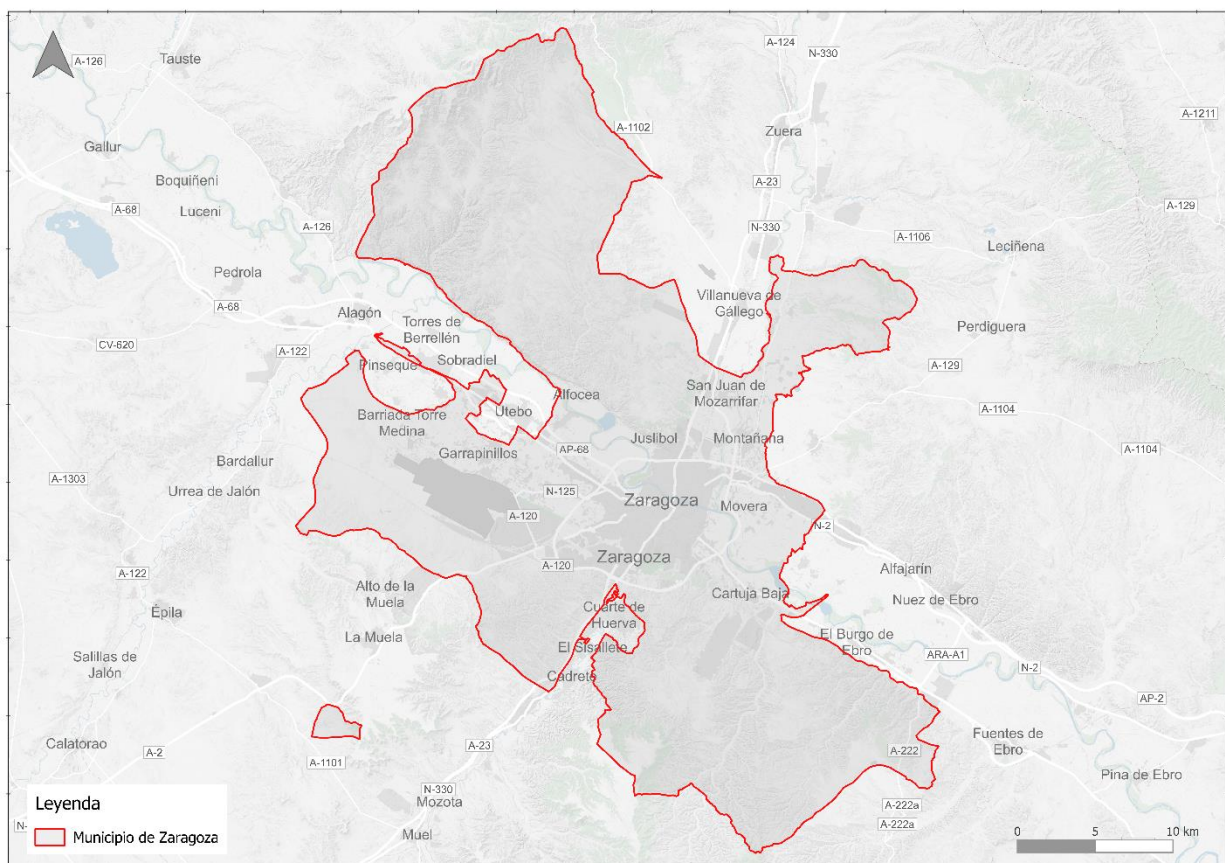 A-124
N-330
A-126
Tauste
A-1211
A-1102
Zuera
Gallur
Boquiñeni
A-23
A-68
Luceni
A-129
A-126
N-330
A-1106
Leciñena
Pedrola
Villanueva de
Gállego
A-68
Alagón
Torres de
Berrellén
Perdiguera
CV-620
A-122
Sobradiel
Pinseque
A-129
San Juan de
Mozarrifar
Alfocea
Utebo
A-1104
Barriada Torre
Medina
Juslibol
Montañana
Garrapinillos
AP-68
A-1104
Bardallur
A-1303
Urrea de Jalón
N-125
Zaragoza
Movera
A-120
N-2
Zaragoza
A-120
Alfajarín
A-122
Alto de la
Muela
Cartuja Baja
Nuez de Ebro
Épila
Cuarte de
Huerva
La Muela
El Burgo de
Ebro
El Sisallete
ARA-A1
Salillas de
Jalón
N-2
Cadrete
AP-2
Fuentes de
Ebro
Calatorao
A-2
A-23
A-222
A-1101
Pina de Ebro
N-330
Mozota
A-222a
Leyenda
N-
A-222a
Municipio de Zaragoza
Muel
0 5 10 km